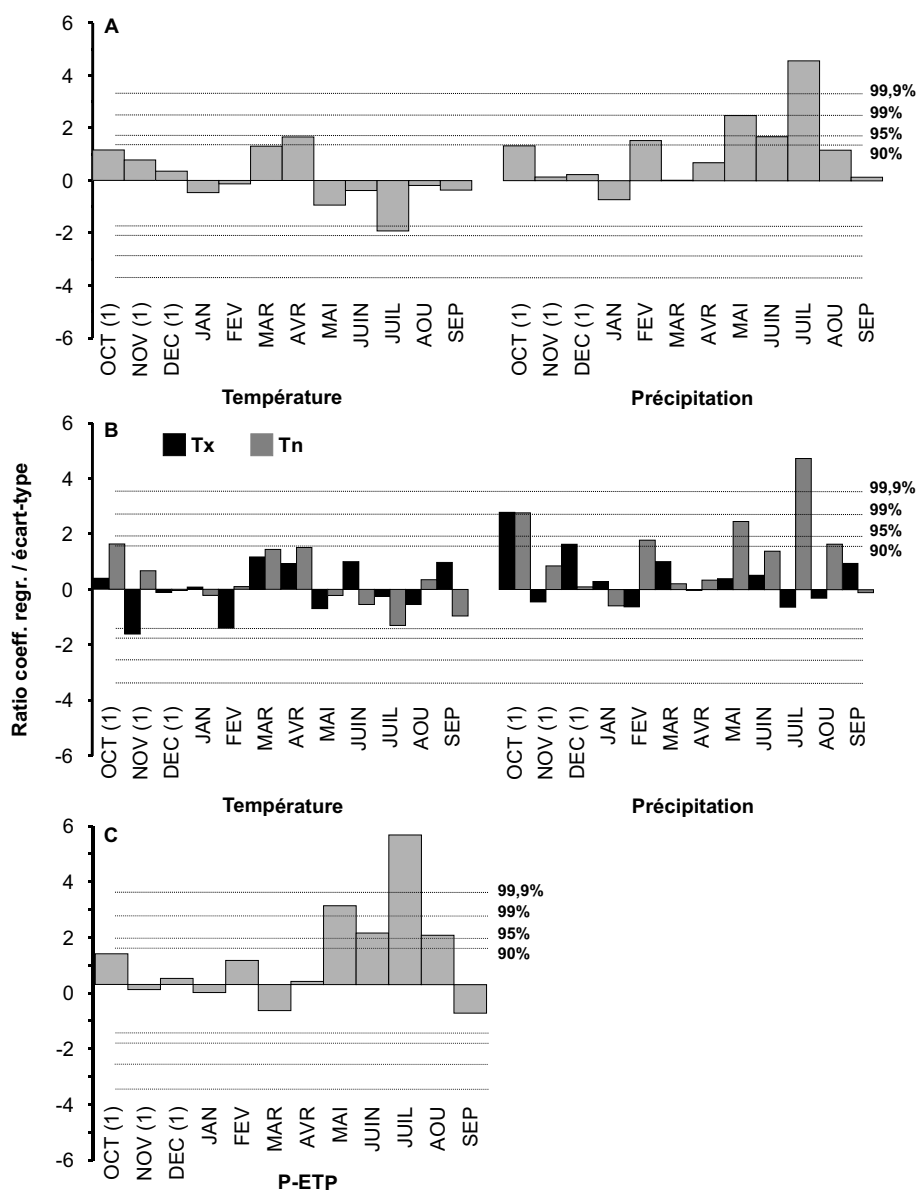 A
6
4
2
0
-2
-4
-6
99,9%
99%
95%
90%
OCT (1)
NOV (1)
DEC (1)
JAN
FEV
MAR
AVR
MAI
JUIN
JUIL
AOU
SEP
OCT (1)
NOV (1)
DEC (1)
JAN
FEV
MAR
AVR
MAI
JUIN
JUIL
AOU
SEP
Température
Précipitation
Ratio coeff. regr. / écart-type
B
Tx
Tn
6
4
2
0
-2
-4
-6
99,9%
99%
95%
90%
OCT (1)
NOV (1)
DEC (1)
JAN
FEV
MAR
AVR
MAI
JUIN
JUIL
AOU
SEP
OCT (1)
NOV (1)
DEC (1)
JAN
FEV
MAR
AVR
MAI
JUIN
JUIL
AOU
SEP
Température
Précipitation
C
6
4
2
0
-2
-4
-6
99,9%
99%
95%
90%
OCT (1)
NOV (1)
DEC (1)
JAN
FEV
MAR
AVR
MAI
JUIN
JUIL
AOU
SEP
P-ETP